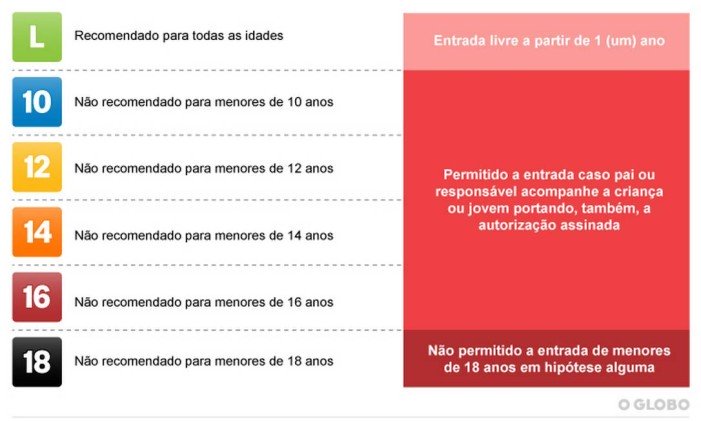 L
Recomendado para todas as idades
Entrada livre a partir de 1 (um) ano
10
Não recomendado para menores de 10 anos
12
Não recomendado para menores de 12 anos
Permitido a entrada caso pai ou
responsável acompanhe a criança
ou jovem portando, também, a
autorização assinada
14
Não recomendado para menores de 14 anos
16
Não recomendado para menores de 16 anos
18
Não recomendado para menores de 18 anos
Não permitido a entrada de menores
de 18 anos em hipótese alguma
O GLOBO